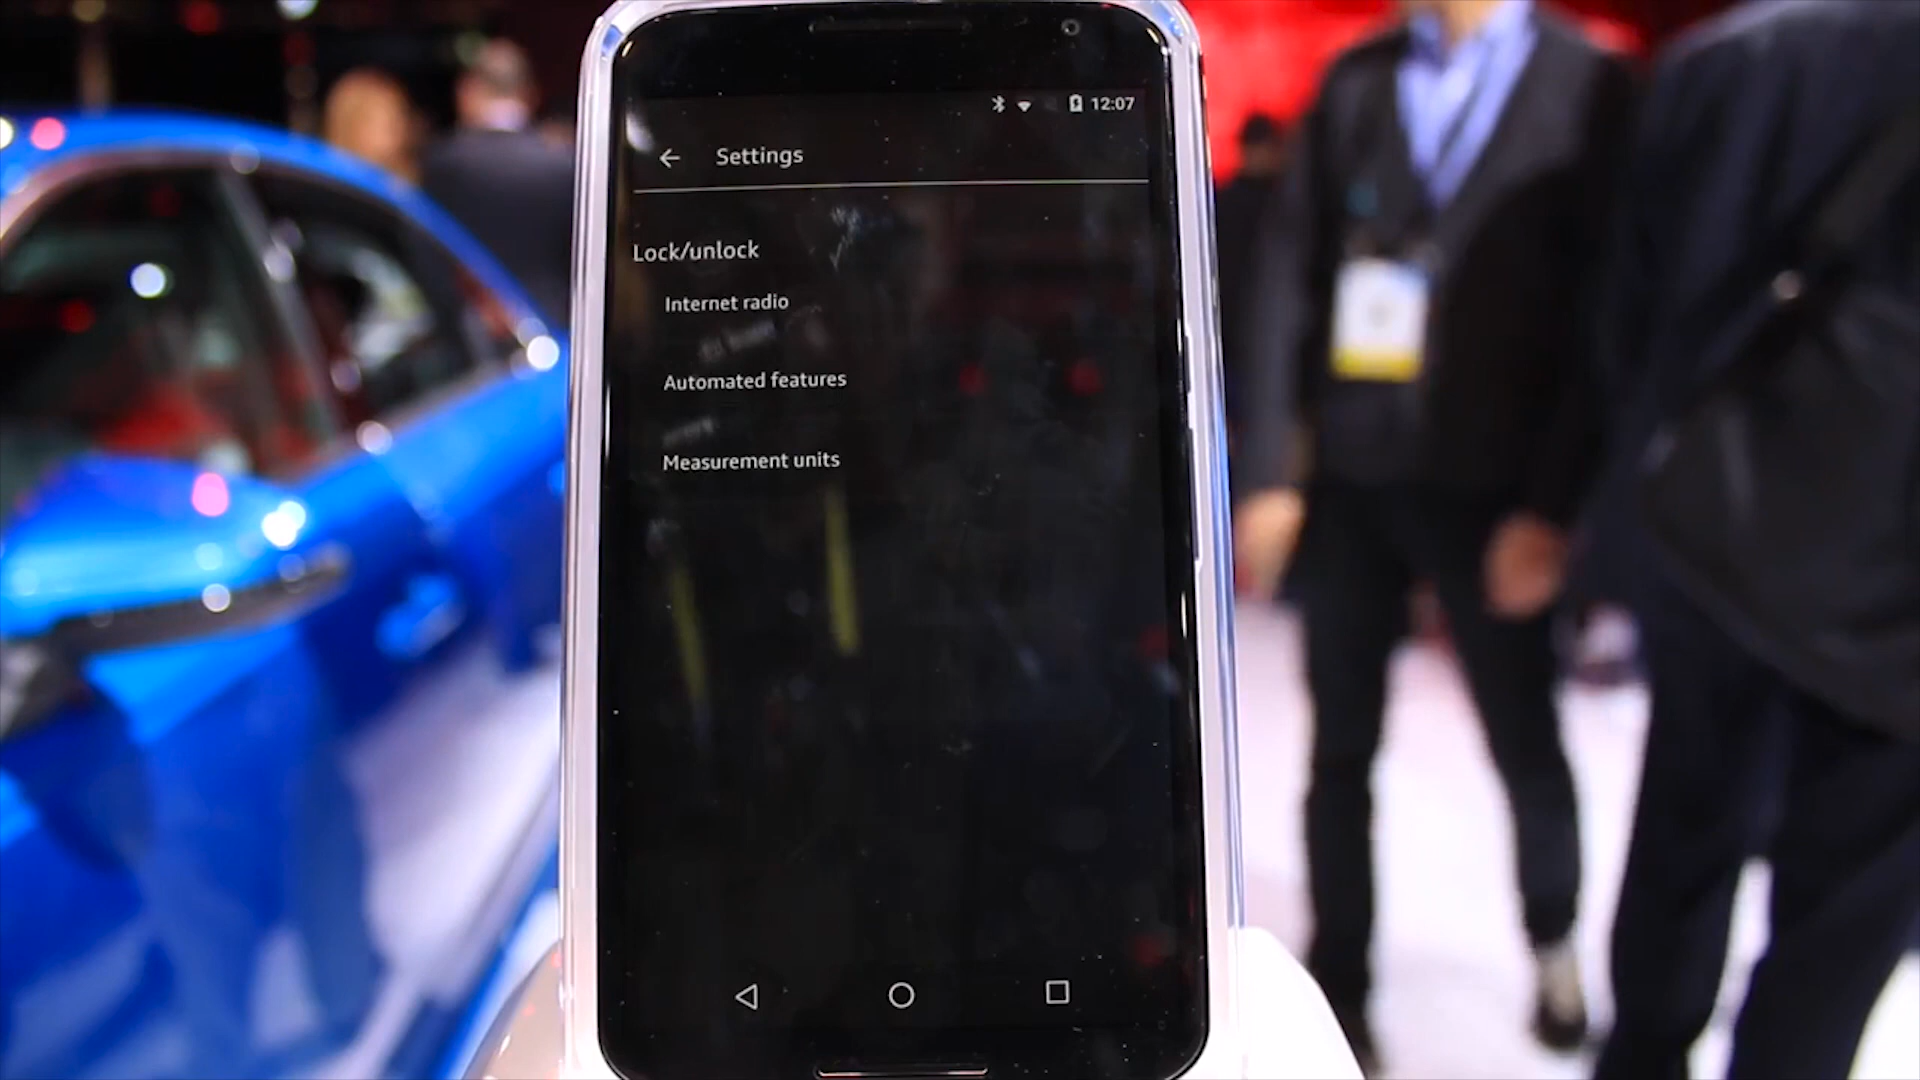 12:07
Settings
Lock/unlock
Internet radio
Automated features
Measurement units